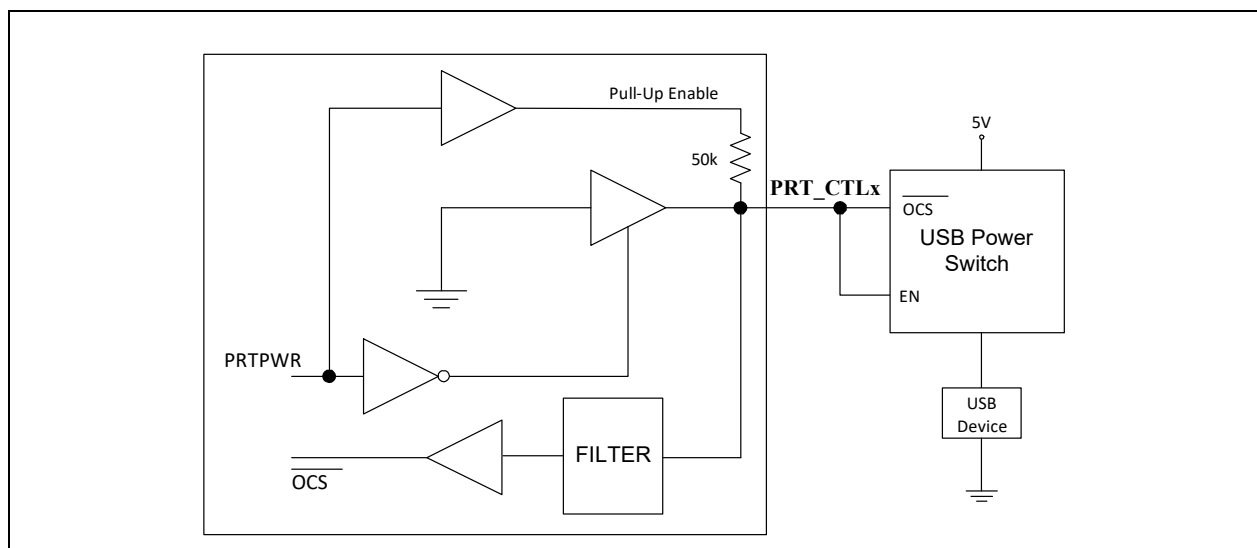 Pull-Up Enable
50k
5V
PRT_CTLx
OCS
USB Power
Switch
EN
PRTPWR
USB
Device
FILTER
OCS